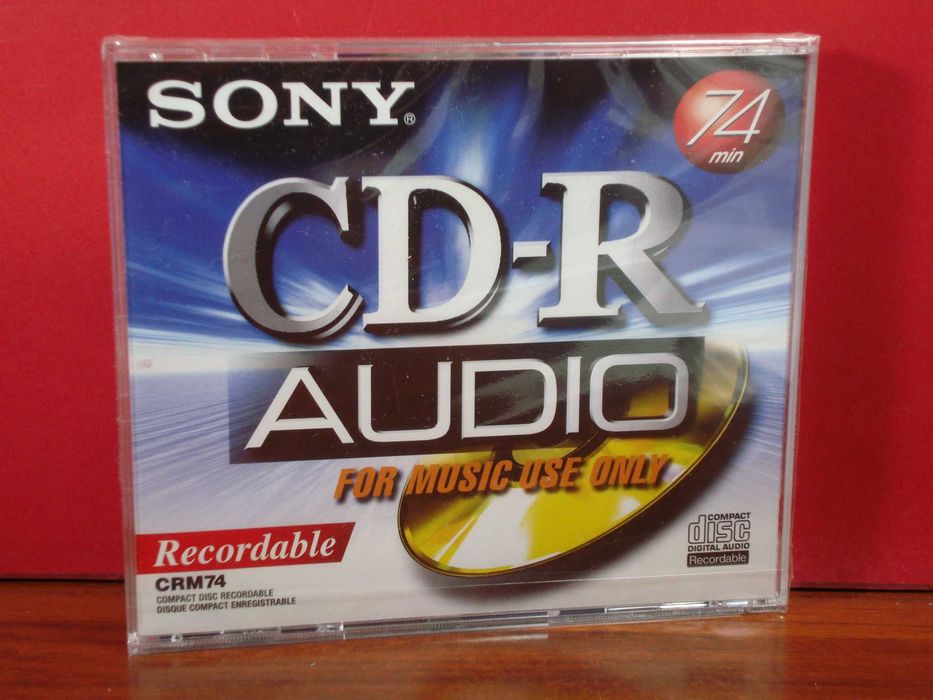 SONY®
74
min
CD-R
AUDIO
FOR MUSIC USE ONLY
Recordable
CRM74
COMPACT DISC RECORDABLE
DISQUE COMPACT ENREGISTRABLE
COMPACT
disc
DIGITAL AUDIO
Recordable